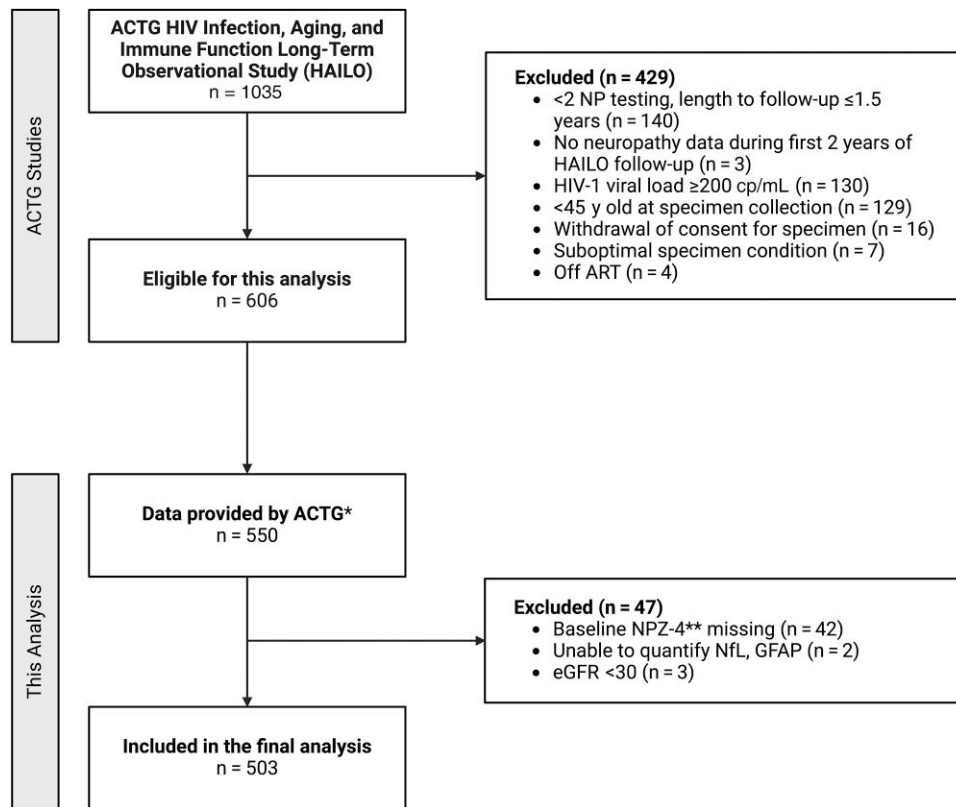 ACTG Studies
ACTG HIV Infection, Aging, and
Immune Function Long-Term
Observational Study (HAILO)
n = 1035
Excluded (n = 429)
• <2 NP testing, length to follow-up ≤1.5
years (n = 140)
• No neuropathy data during first 2 years of
HAILO follow-up (n = 3)
• HIV-1 viral load ≥200 cp/mL (n = 130)
• <45 y old at specimen collection (n = 129)
• Withdrawal of consent for specimen (n = 16)
• Suboptimal specimen condition (n = 7)
• Off ART (n = 4)
Eligible for this analysis
n = 606
This Analysis
Data provided by ACTG*
n = 550
Excluded (n = 47)
• Baseline NPZ-4** missing (n = 42)
• Unable to quantify NfL, GFAP (n = 2)
• eGFR <30 (n = 3)
Included in the final analysis
n = 503